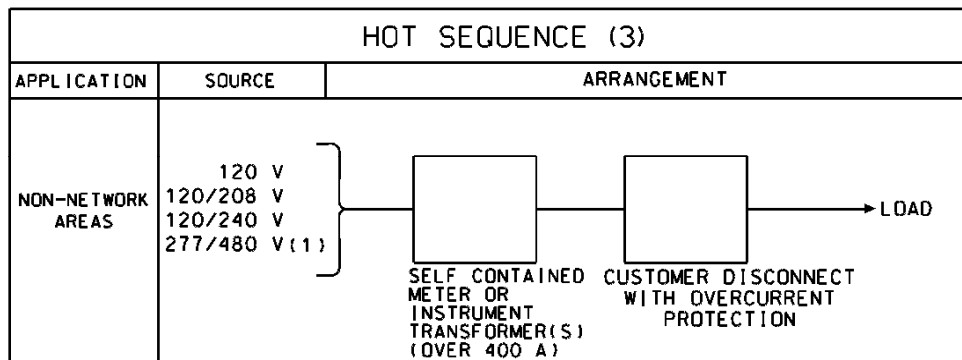 HOT SEQUENCE (3)
APPLICATION
SOURCE
ARRANGEMENT
NON-NETWORK
AREAS
120 V
120/208 V
120/240 V
277/480 V(1)
LOAD
SELF CONTAINED
METER OR
INSTRUMENT
TRANSFORMER(S)
(OVER 400 A)
CUSTOMER DISCONNECT
WITH OVERCURRENT
PROTECTION